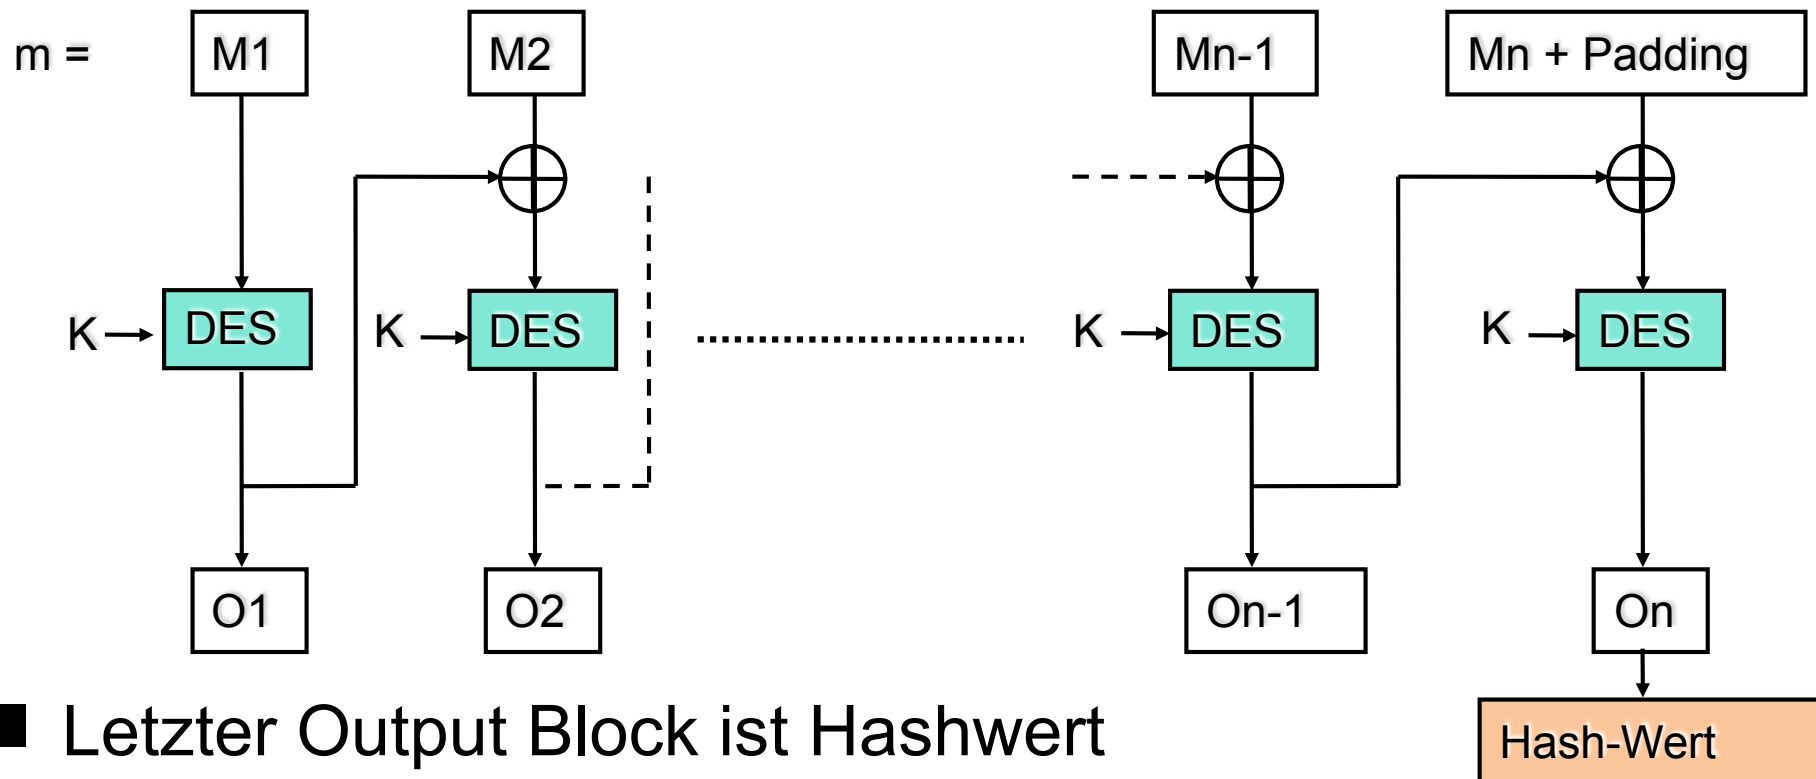 m =
M1
M2
Mn-1
Mn + Padding
K
DES
K
DES
K
DES
K
DES
O1
O2
On-1
On
Letzter Output Block ist Hashwert
Hash-Wert